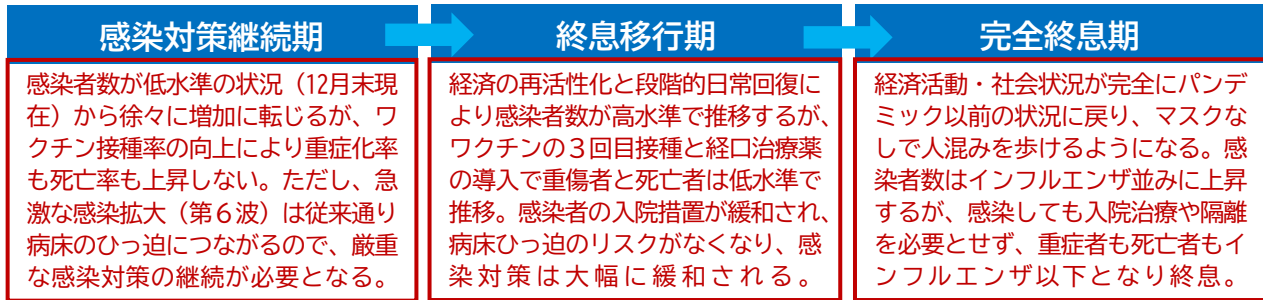 感染対策継続期
感染者数が低水準の状況（12月末現
在）から徐々に増加に転じるが、ワ
クチン接種率の向上により重症化率
も死亡率も上昇しない。ただし、急
激な感染拡大（第６波）は従来通り
病床のひっ迫につながるので、厳重
な感染対策の継続が必要となる。
終息移行期
経済の再活性化と段階的日常回復に
より感染者数が高水準で推移するが、
ワクチンの３回目接種と経口治療薬
の導入で重傷者と死亡者は低水準で
推移。感染者の入院措置が緩和され、
病床ひっ迫のリスクがなくなり、感
染対策は大幅に緩和される。
完全終息期
経済活動・社会状況が完全にパンデ
ミック以前の状況に戻り、マスクな
しで人混みを歩けるようになる。感
染者数はインフルエンザ並みに上昇
するが、感染しても入院治療や隔離
を必要とせず、重症者も死亡者もイ
ンフルエンザ以下となり終息。